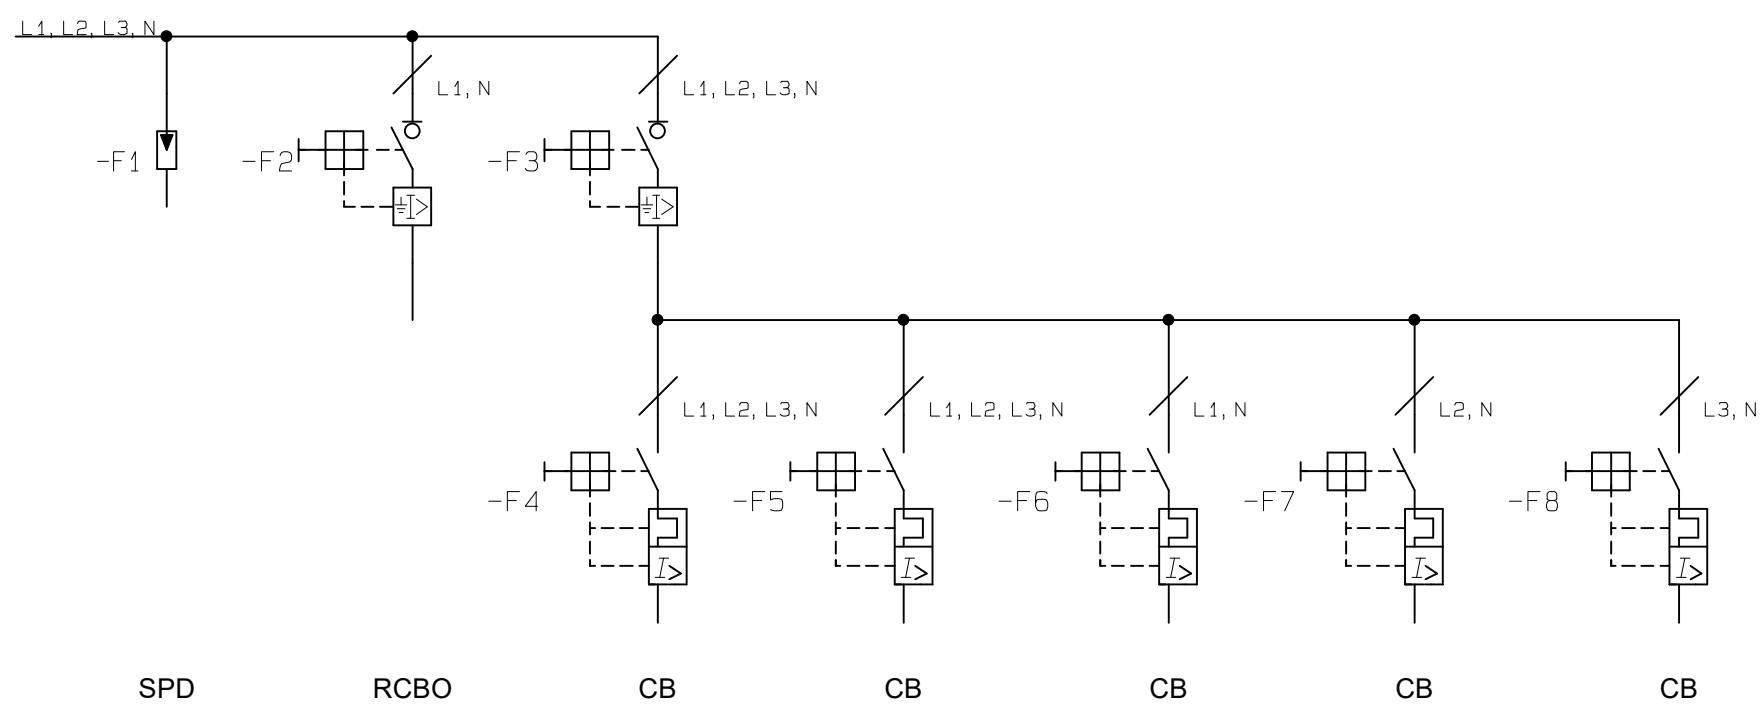 L1, L2, L3, N
L1, N
L1, L2, L3, N
-F1
-F2
-F3
I>
I>
L1, L2, L3, N
L1, L2, L3, N
L1, N
L2, N
L3, N
-F4
-F5
-F6
-F7
-F8
I>
I>
I>
I>
I>
SPD
RCBO
CB
CB
CB
CB
CB